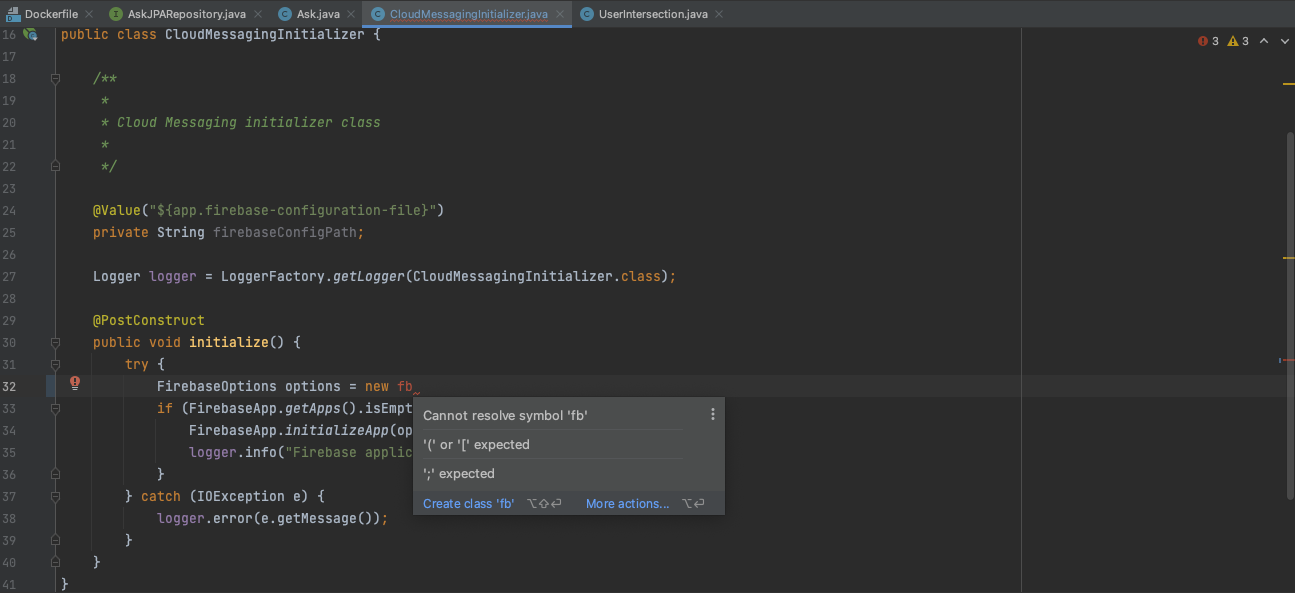 Dockerfile AskJPARepository.java Ask.java CloudMessagingInitializer.java UserIntersection.java
16 public class CloudMessagingInitializer { 3 3
17
18 /**
19 *
20 * Cloud Messaging initializer class
21 *
22 */
23
24 @Value("${app.firebase-configuration-file}")
25 private String firebaseConfigPath;
26
27 Logger logger = LoggerFactory.getLogger(CloudMessagingInitializer.class);
28
29 @PostConstruct
30 public void initialize() {
31 try {
32 FirebaseOptions options = new fb
33 if (FirebaseApp.getApps().isEmpt
34 FirebaseApp.initializeApp(op
35 logger.info("Firebase applic
36 }
37 } catch (IOException e) {
38 logger.error(e.getMessage());
39 }
40 }
41 }
Cannot resolve symbol 'fb'
'(' or '[' expected
';' expected
Create class 'fb' ⌥⇧⏎ More actions... ⌥⏎